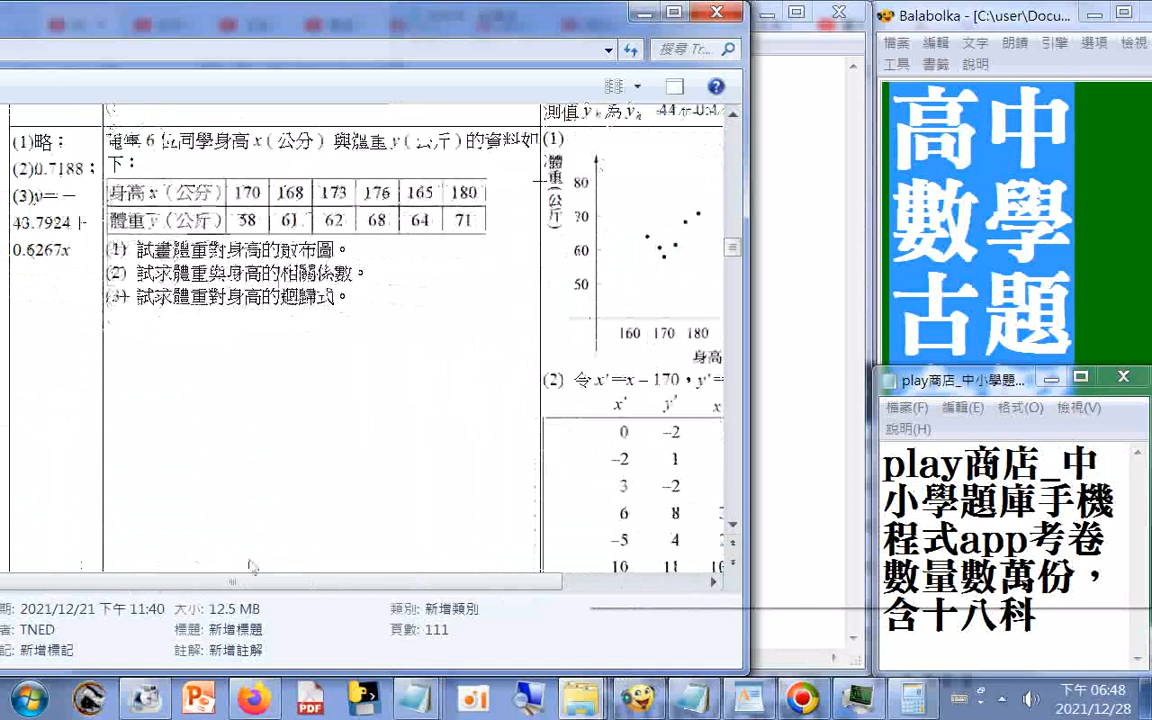 搜尋 Tr...
(1)略；
(2)0.7188；
(3)y=－
43.7924＋
0.6267x
6 位同學身高 x（公分）與體重 y（公斤）的資料如
下：
身高 x（公分） 170 168 173 176 165 180
體重 y（公斤） 58 61 62 68 64 71
(1) 試畫體重對身高的散布圖。
(2) 試求體重與身高的相關係數。
(3) 試求體重對身高的迴歸式。
(1)
體重(公斤)
80
70
60
50
160 170 180
身高
(2) 令 x'＝x－170，y'＝
x' y' x
0 –2
–2 1
3 –2
6 8
–5 4
10 11 10
期: 2021/12/21 下午 11:40 大小: 12.5 MB 類別: 新增類別
者: TNED 標題: 新增標題 頁數: 111
記: 新增標記 註解: 新增註解
Balabolka - [C:\user\Docu...
檔案 編輯 文字 朗讀 引擎 選項 檢視
工具 書籤 說明
高中
數學
古題
play商店_中小學題...
檔案(F) 編輯(E) 格式(O) 檢視(V)
說明(H)
play商店_中
小學題庫手機
程式app考卷
數量數萬份，
含十八科
PDF
下午 06:48
2021/12/28